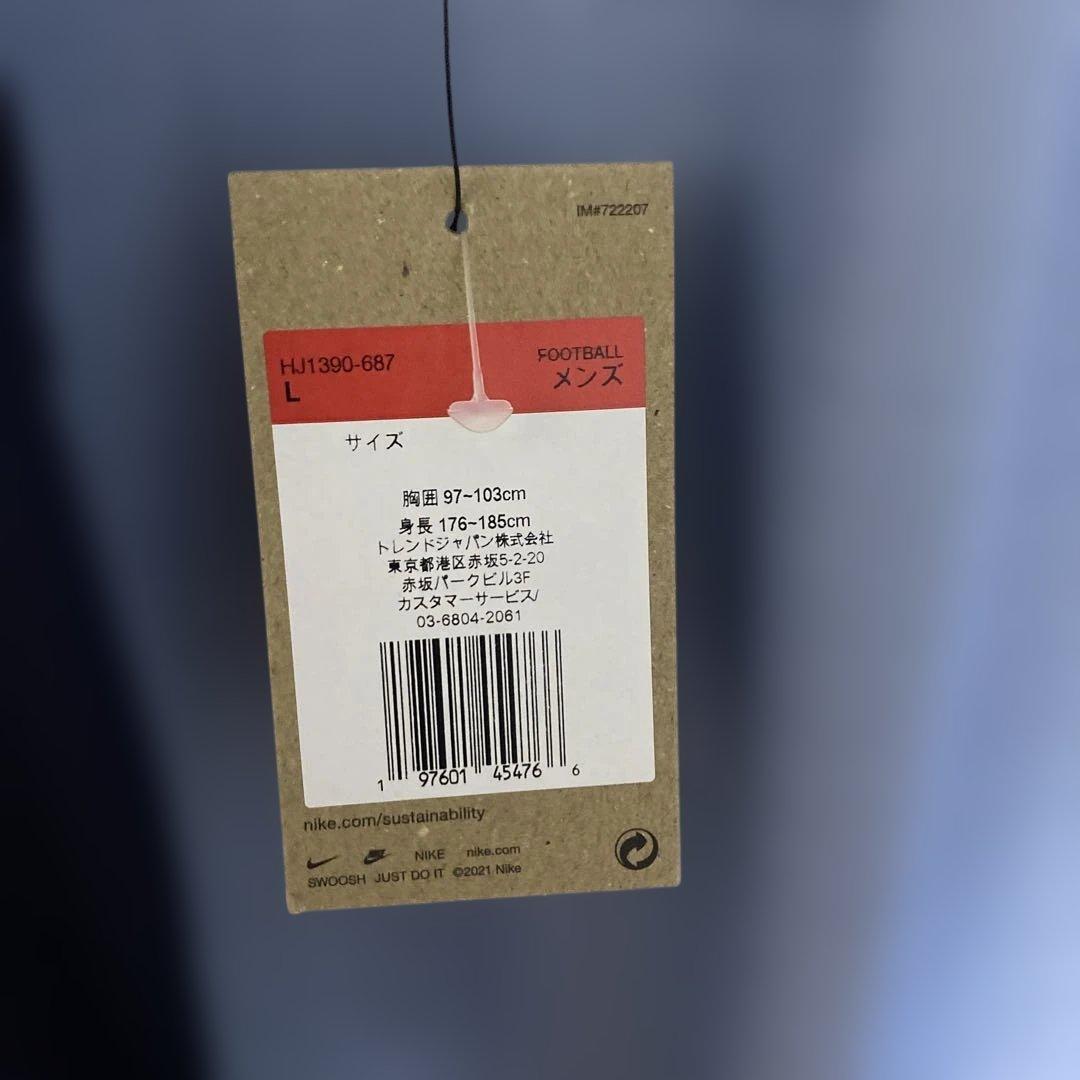 IM#722207
HJ1390-687
L
FOOTBALL
メンズ
サイズ
胸囲 97~103cm
身長 176~185cm
トレンドジャパン株式会社
東京都港区赤坂5-2-20
赤坂パークビル3F
カスタマーサービス/
03-6804-2061
1 97601 45476 6
nike.com/sustainability
NIKE nike.com
SWOOSH JUST DO IT ©2021 Nike